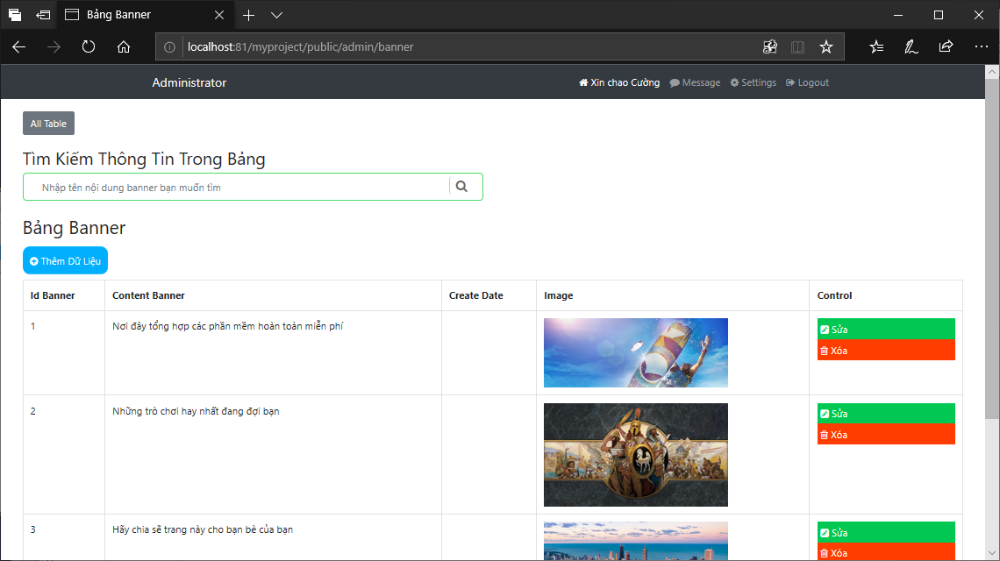 Bảng Banner
localhost:81/myproject/public/admin/banner
Administrator
Xin chao Cường Message Settings Logout
All Table
Tìm Kiếm Thông Tin Trong Bảng
Nhập tên nội dung banner bạn muốn tìm
Bảng Banner
Thêm Dữ Liệu
Id Banner Content Banner Create Date Image Control
1 Nơi đây tổng hợp các phần mềm hoàn toàn miễn phí Sửa
Xóa
2 Những trò chơi hay nhất đang đợi bạn Sửa
Xóa
3 Hãy chia sẽ trang này cho bạn bè của bạn Sửa
Xóa